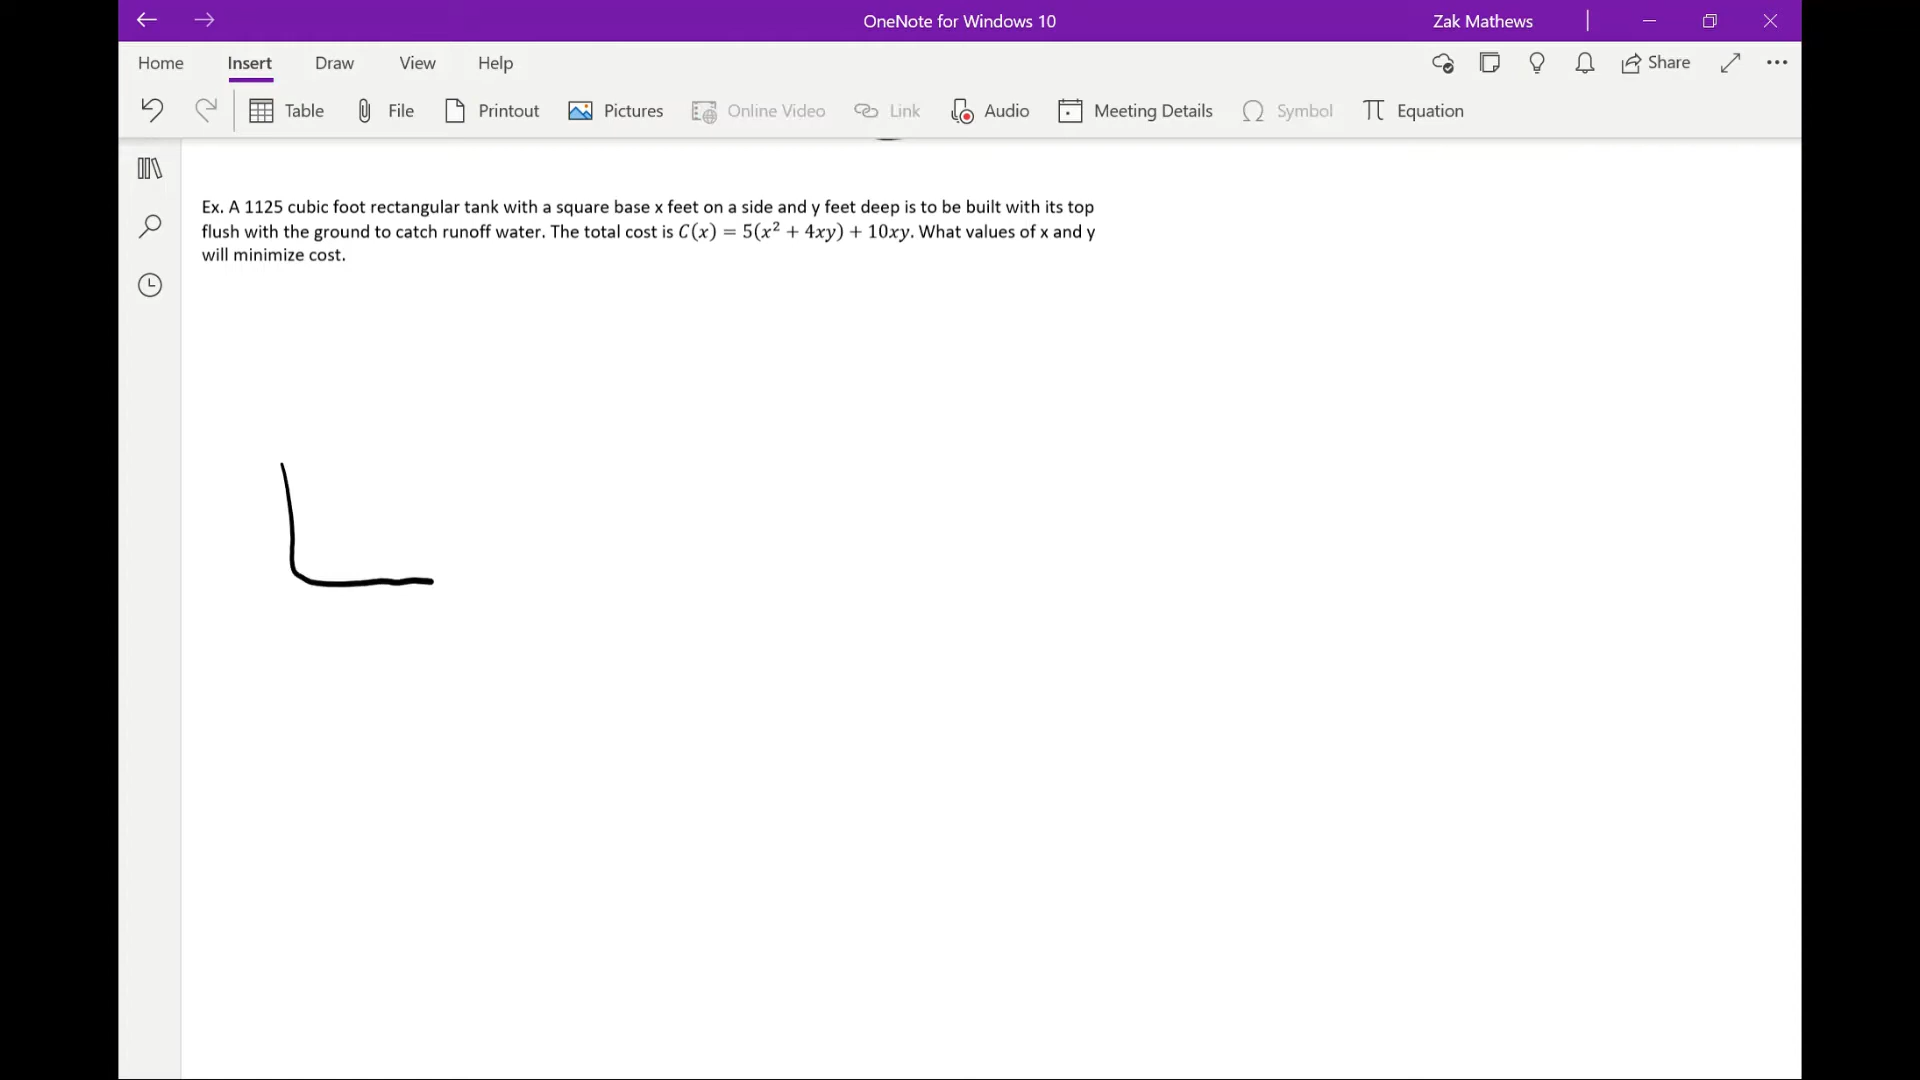 OneNote for Windows 10
Zak Mathews
Home Insert Draw View Help
Share
Table File Printout Pictures Online Video Link Audio Meeting Details Symbol Equation
Ex. A 1125 cubic foot rectangular tank with a square base x feet on a side and y feet deep is to be built with its top
flush with the ground to catch runoff water. The total cost is C(x) = 5(x² + 4xy) + 10xy. What values of x and y
will minimize cost.